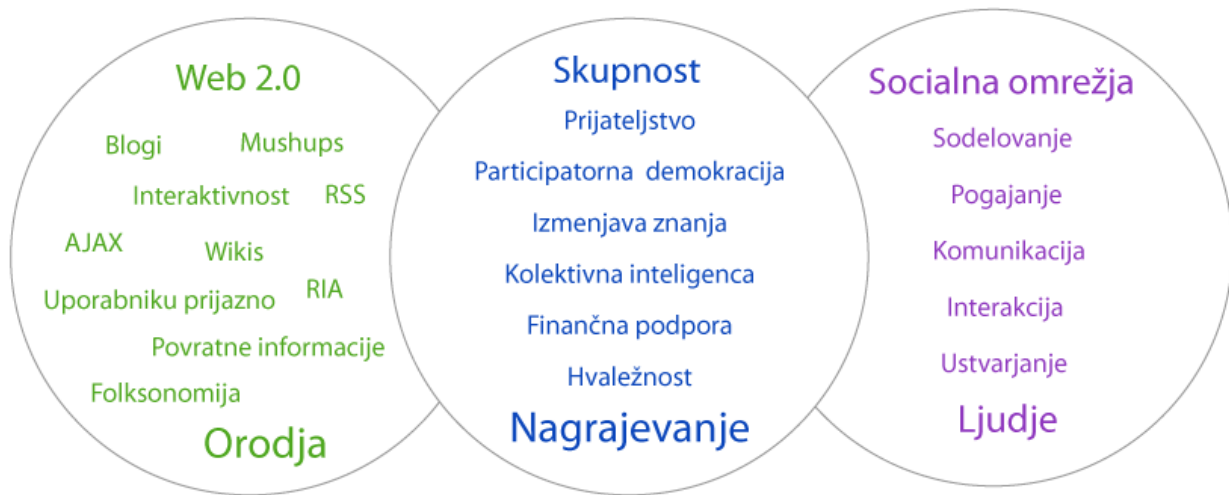 Web 2.0
Blogi
Mushups
Interaktivnost
RSS
AJAX
Wikis
Uporabniku prijazno
RIA
Povratne informacije
Folksonomija
Orodja
Skupnost
Prijateljstvo
Participatorna demokracija
Izmenjava znanja
Kolektivna inteligenca
Finančna podpora
Hvaležnost
Nagrajevanje
Socialna omrežja
Sodelovanje
Pogajanje
Komunikacija
Interakcija
Ustvarjanje
Ljudje